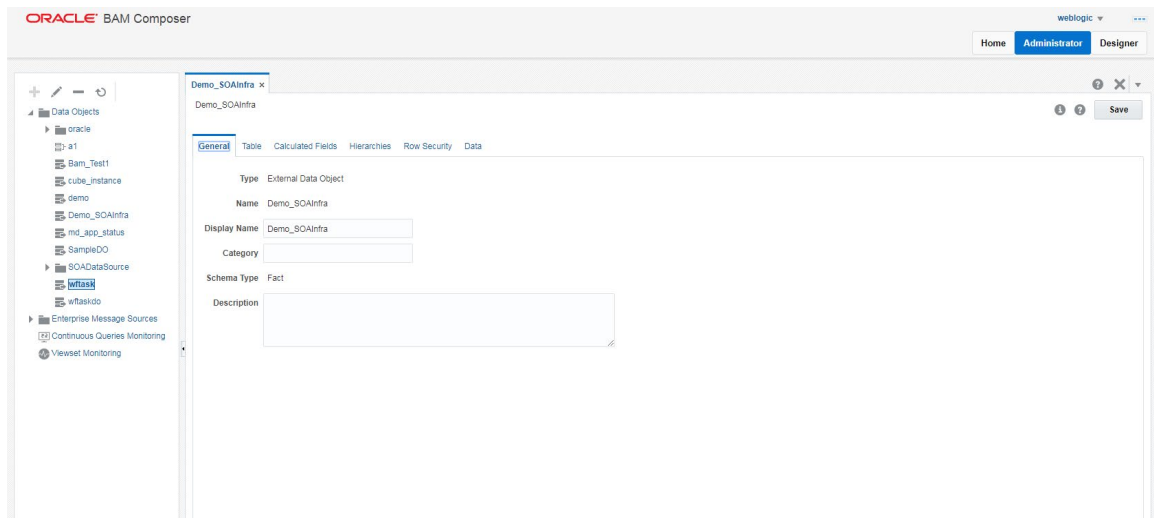 ORACLE BAM Composer
weblogic
Home Administrator Designer
Data Objects
oracle
a1
Bam_Test1
cube_instance
demo
Demo_SOAInfra
md_app_status
SampleDO
SOADataSource
wftask
wftaskdo
Enterprise Message Sources
Continuous Queries Monitoring
Viewset Monitoring
Demo_SOAInfra ×
Demo_SOAInfra
Save
General Table Calculated Fields Hierarchies Row Security Data
Type External Data Object
Name Demo_SOAInfra
Display Name Demo_SOAInfra
Category
Schema Type Fact
Description